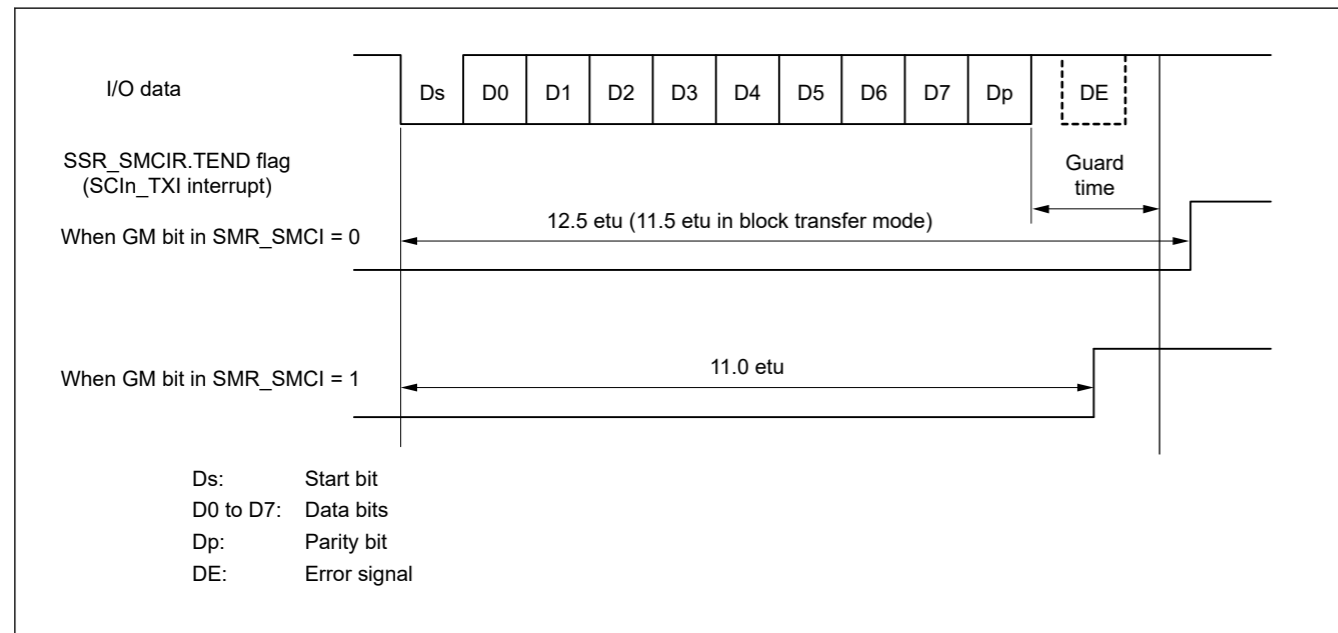 I/O data
Ds D0 D1 D2 D3 D4 D5 D6 D7 Dp DE
SSR_SMCIR.TEND flag
(SCIn_TXI interrupt)
Guard
time
When GM bit in SMR_SMCI = 0
12.5 etu (11.5 etu in block transfer mode)
When GM bit in SMR_SMCI = 1
11.0 etu
Ds: Start bit
D0 to D7: Data bits
Dp: Parity bit
DE: Error signal